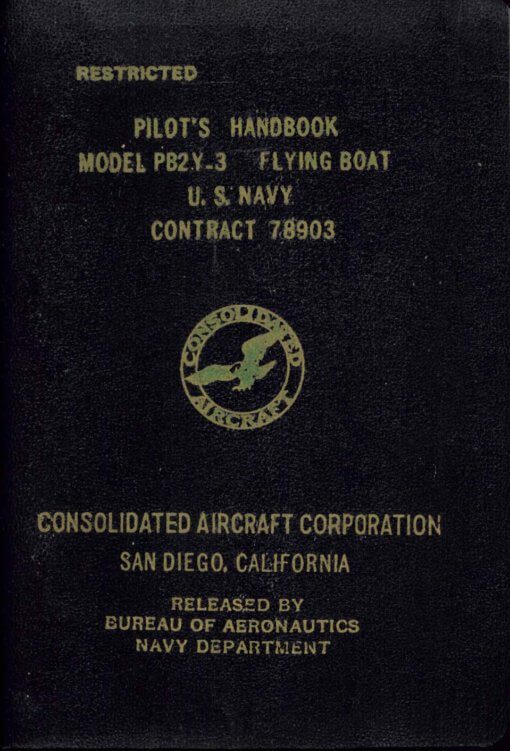 RESTRICTED
PILOT'S HANDBOOK
MODEL PB2Y-3 FLYING BOAT
U. S. NAVY
CONTRACT 78903
CONSOLIDATED
AIRCRAFT
CONSOLIDATED AIRCRAFT CORPORATION
SAN DIEGO, CALIFORNIA
RELEASED BY
BUREAU OF AERONAUTICS
NAVY DEPARTMENT